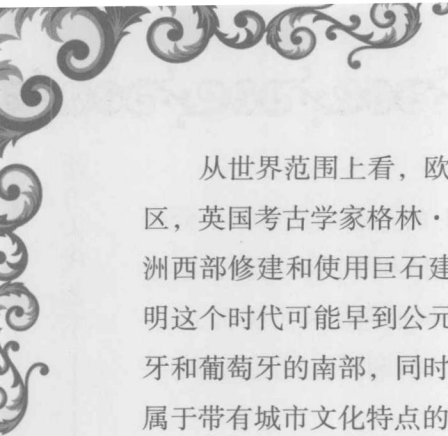 从世界范围上看，欧
区，英国考古学家格林·
洲西部修建和使用巨石建
明这个时代可能早到公元
牙和葡萄牙的南部，同时
属于带有城市文化特点的